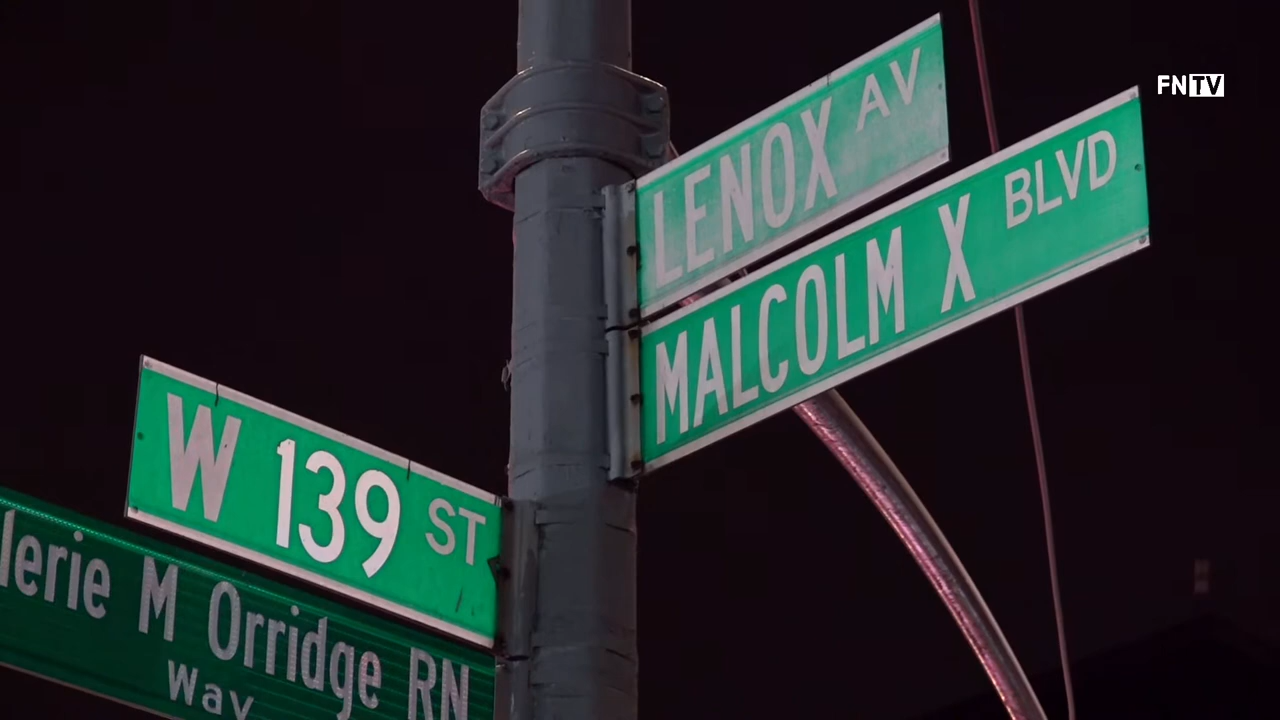 FNTV
LENOX AV
MALCOLM X BLVD
W 139 ST
lerie M Orridge RN
Way